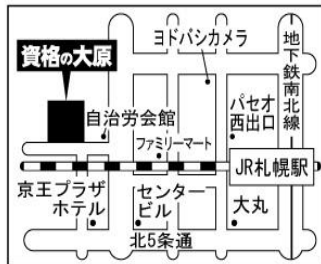 ヨドバシカメラ
地下鉄南北線
資格の大原
自治労会館
パセオ
西出口
ファミリーマート
JR札幌駅
京王プラザ
ホテル
センター
ビル
大丸
北5条通